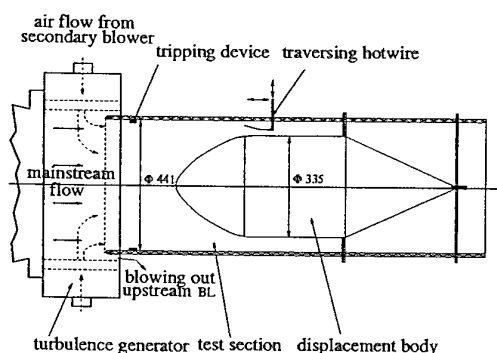 air flow from
secondary blower
tripping device
traversing hotwire
mainstream
flow
Φ 441
Φ 335
blowing out
upstream BL
turbulence generator
test section
displacement body